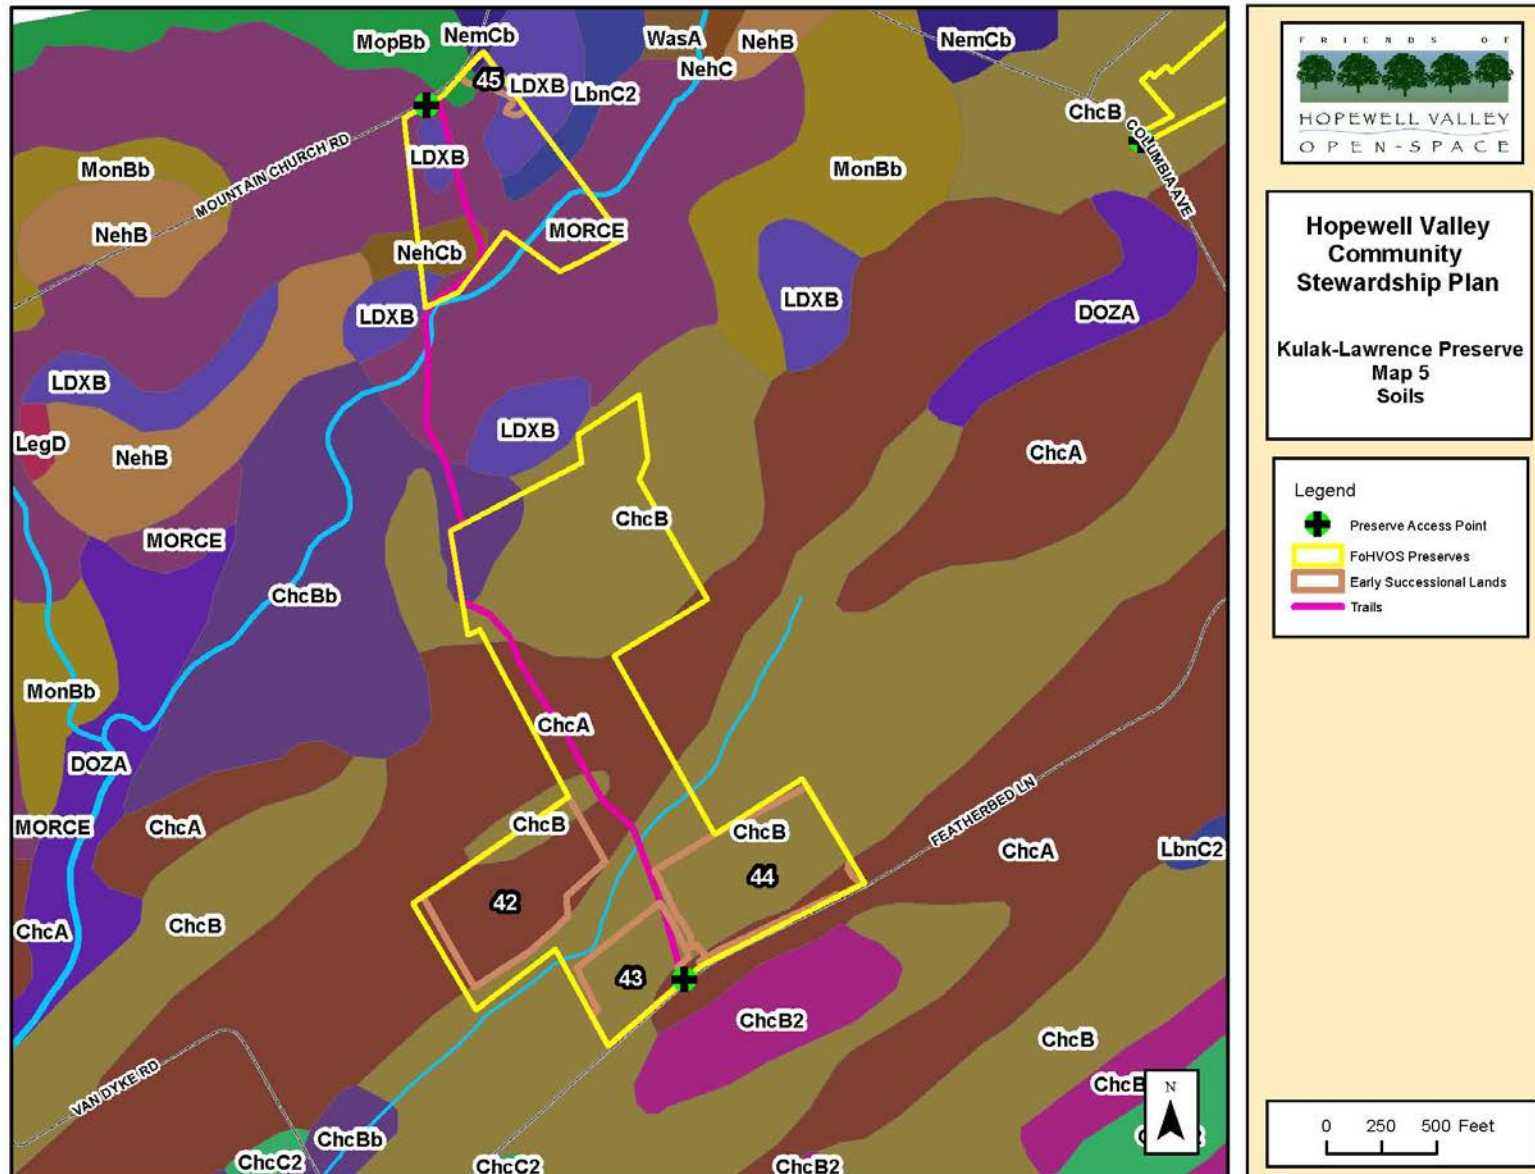 MopBb
NemCb
WasA
NehB
NemCb
45
LDXB
NehC
LbnC2
ChcB
COLUMBIA AVE
MOUNTAIN CHURCH RD
LDXB
MonBb
MonBb
NehB
NehCb
MORCE
LDXB
LDXB
DOZA
LDXB
LDXB
LegD
NehB
ChcA
ChcB
MORCE
ChcBb
MonBb
ChcA
DOZA
FEATHERBED LN
MORCE
ChcA
ChcB
ChcB
ChcA
LbnC2
42
44
ChcA
ChcB
43
ChcB2
ChcB
VAN DYKE RD
ChcB
ChcBb
ChcC2
ChcC2
ChcB2
N
FRIENDS OF
HOPEWELL VALLEY
OPEN-SPACE
Hopewell Valley
Community
Stewardship Plan
Kulak-Lawrence Preserve
Map 5
Soils
Legend
Preserve Access Point
FoHVOS Preserves
Early Successional Lands
Trails
0 250 500 Feet